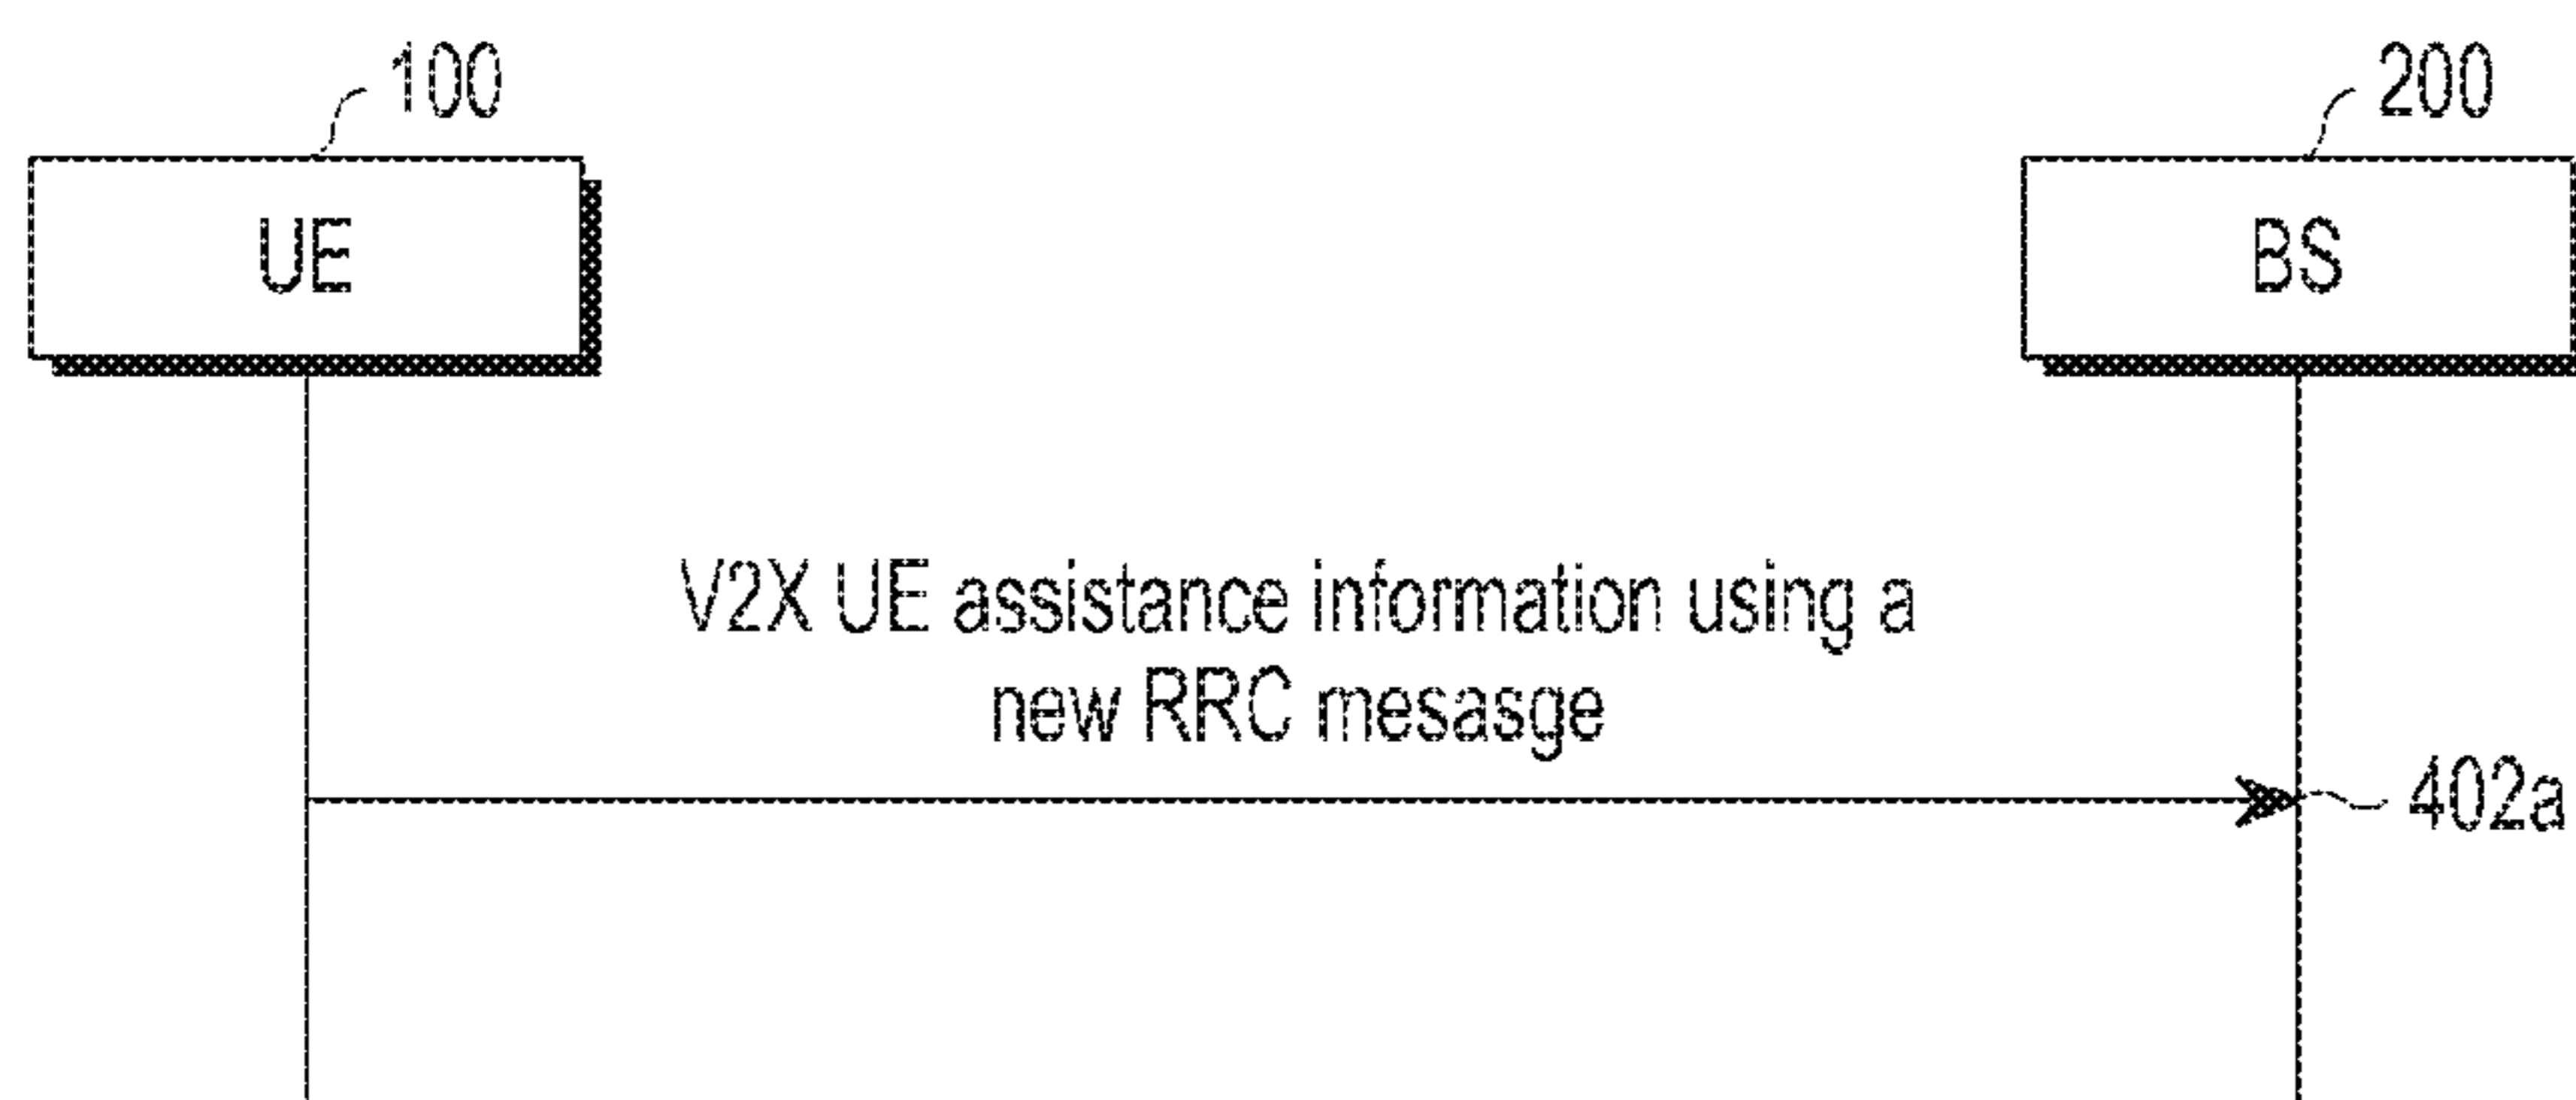 100
200
UE
BS
V2X UE assistance information using a
new RRC mesasge
402a